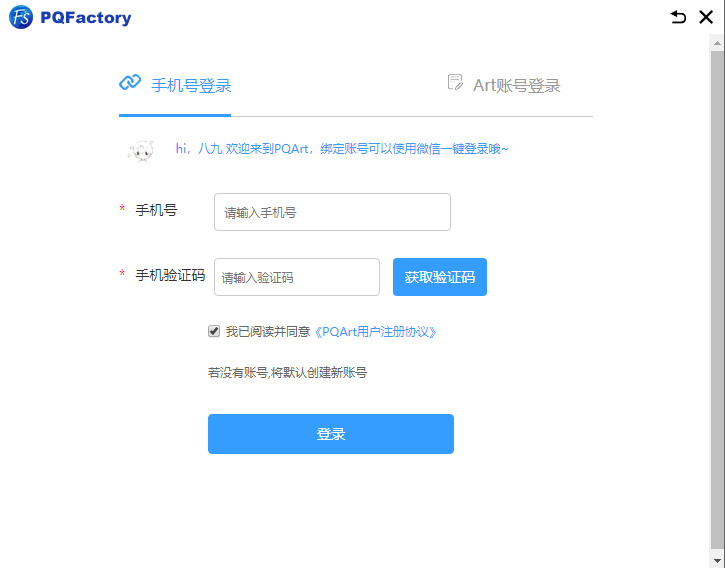 PQFactory
手机号登录 Art账号登录
hi，八九 欢迎来到PQArt，绑定账号可以使用微信一键登录哦~
* 手机号 请输入手机号
* 手机验证码 请输入验证码 获取验证码
我已阅读并同意《PQArt用户注册协议》
若没有账号,将默认创建新账号
登录